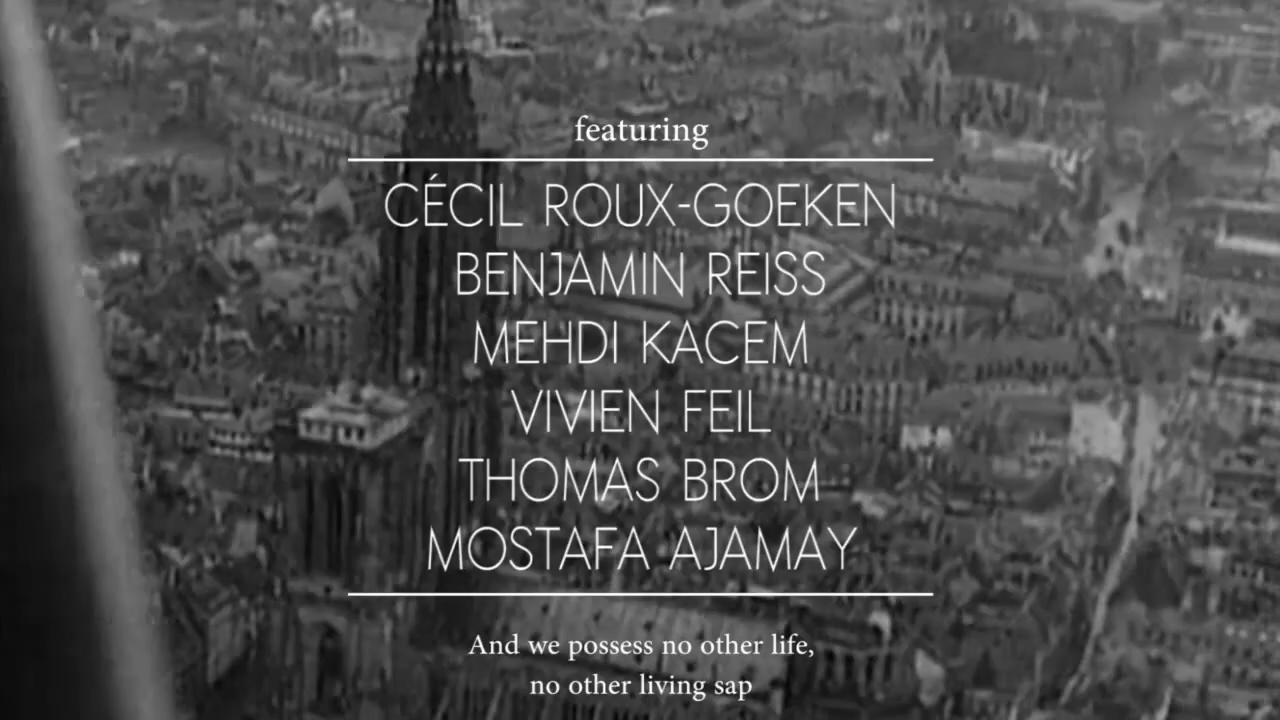 featuring
CÉCIL ROUX-GOEKEN
BENJAMIN REISS
MEHDI KACEM
VIVIEN FEIL
THOMAS BROM
MOSTAFA AJAMAY
And we possess no other life,
no other living sap